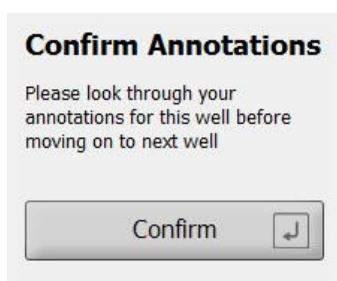 Confirm Annotations
Please look through your
annotations for this well before
moving on to next well
Confirm